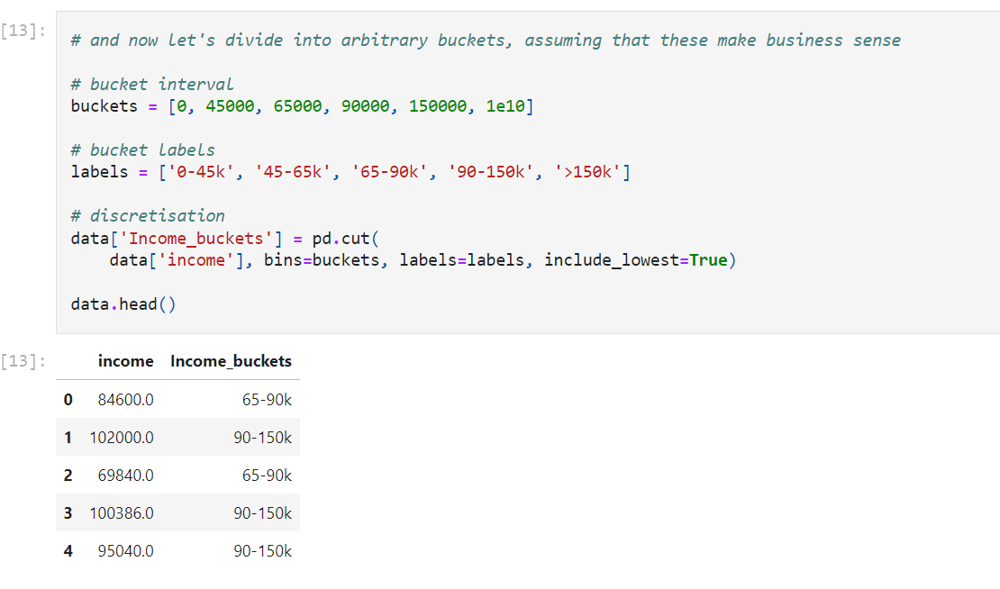 [13]:
# and now let's divide into arbitrary buckets, assuming that these make business sense
# bucket interval
buckets = [0, 45000, 65000, 90000, 150000, 1e10]
# bucket labels
labels = ['0-45k', '45-65k', '65-90k', '90-150k', '>150k']
# discretisation
data['Income_buckets'] = pd.cut(
    data['income'], bins=buckets, labels=labels, include_lowest=True)
data.head()
[13]:
income Income_buckets
0 84600.0 65-90k
1 102000.0 90-150k
2 69840.0 65-90k
3 100386.0 90-150k
4 95040.0 90-150k